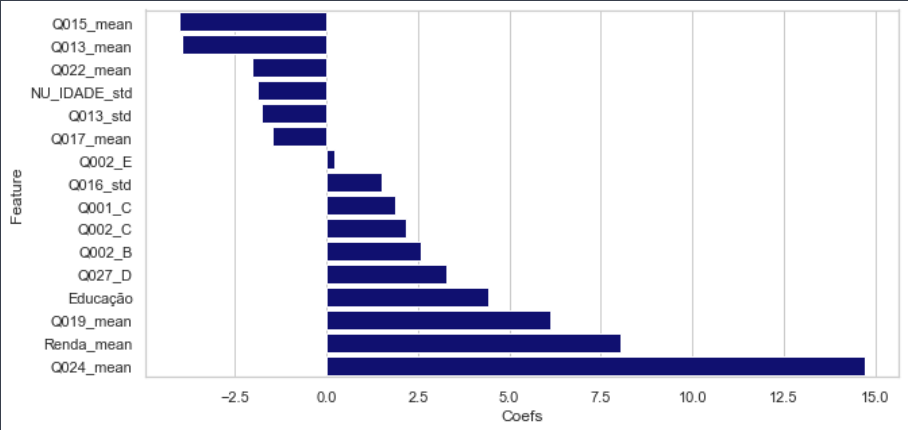 Q015_mean
Q013_mean
Q022_mean
NU_IDADE_std
Q013_std
Q017_mean
Q002_E
Q016_std
Q001_C
Q002_C
Q002_B
Q027_D
Educação
Q019_mean
Renda_mean
Q024_mean
Feature
−2.5 0.0 2.5 5.0 7.5 10.0 12.5 15.0
Coefs